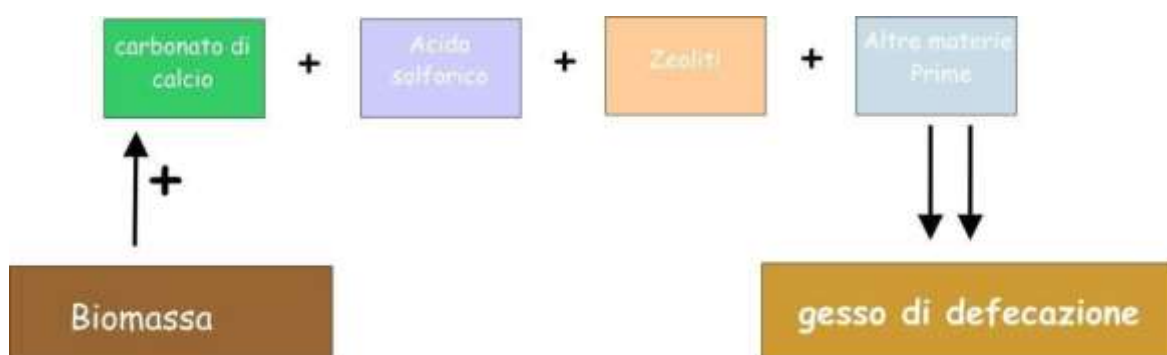 carbonato di
calcio
+
Acido
solforico
+
Zeoliti
+
Altre materie
Prime
+
Biomassa
gesso di defecazione